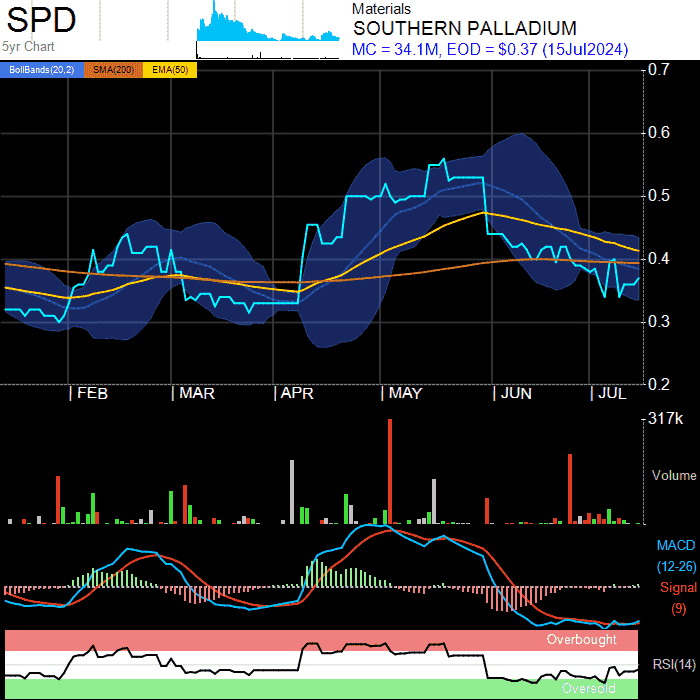 SPD
5yr Chart
Materials
SOUTHERN PALLADIUM
MC = 34.1M, EOD = $0.37 (15Jul2024)
BollBands(20,2) SMA(200) EMA(50)
0.7
0.6
0.5
0.4
0.3
0.2
| FEB | MAR | APR | MAY | JUN | JUL
317k
Volume
MACD
(12-26)
Signal
(9)
Overbought
RSI(14)
Oversold